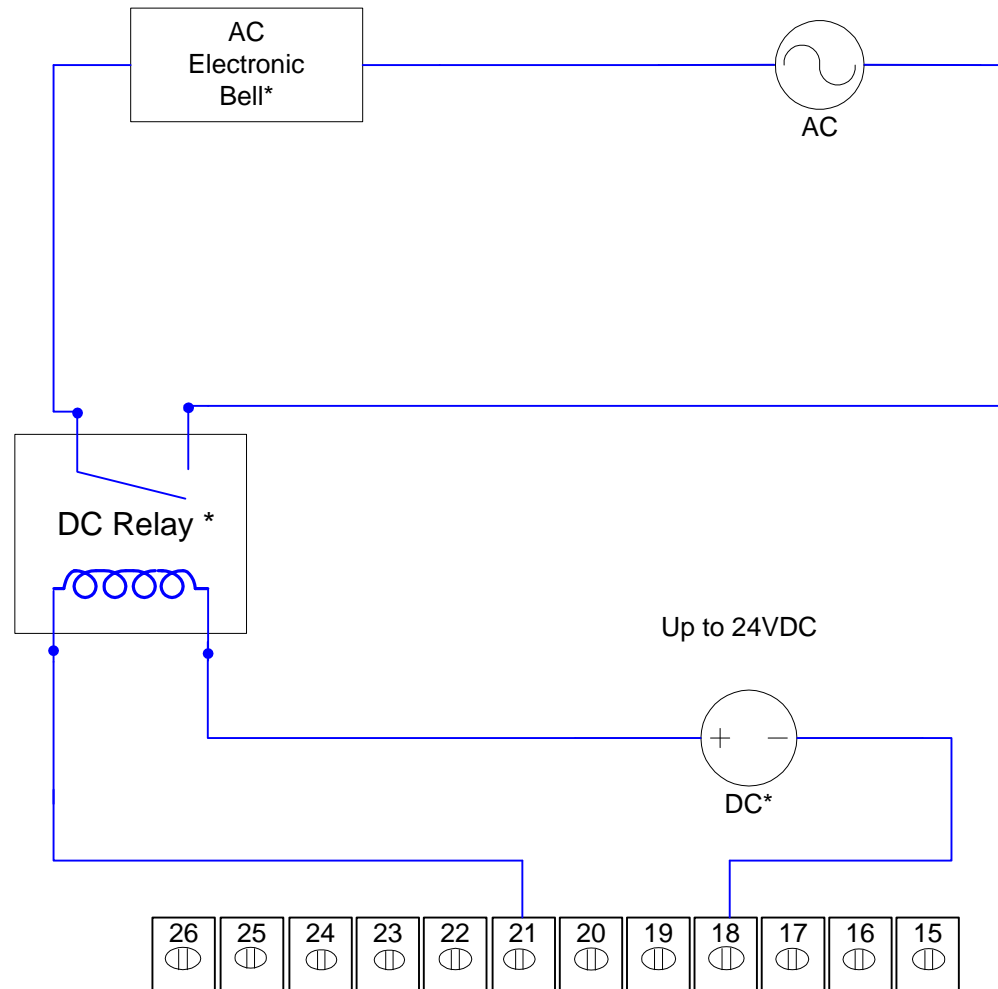 AC
Electronic
Bell*
AC
DC Relay *
Up to 24VDC
+ −
DC*
26 25 24 23 22 21 20 19 18 17 16 15